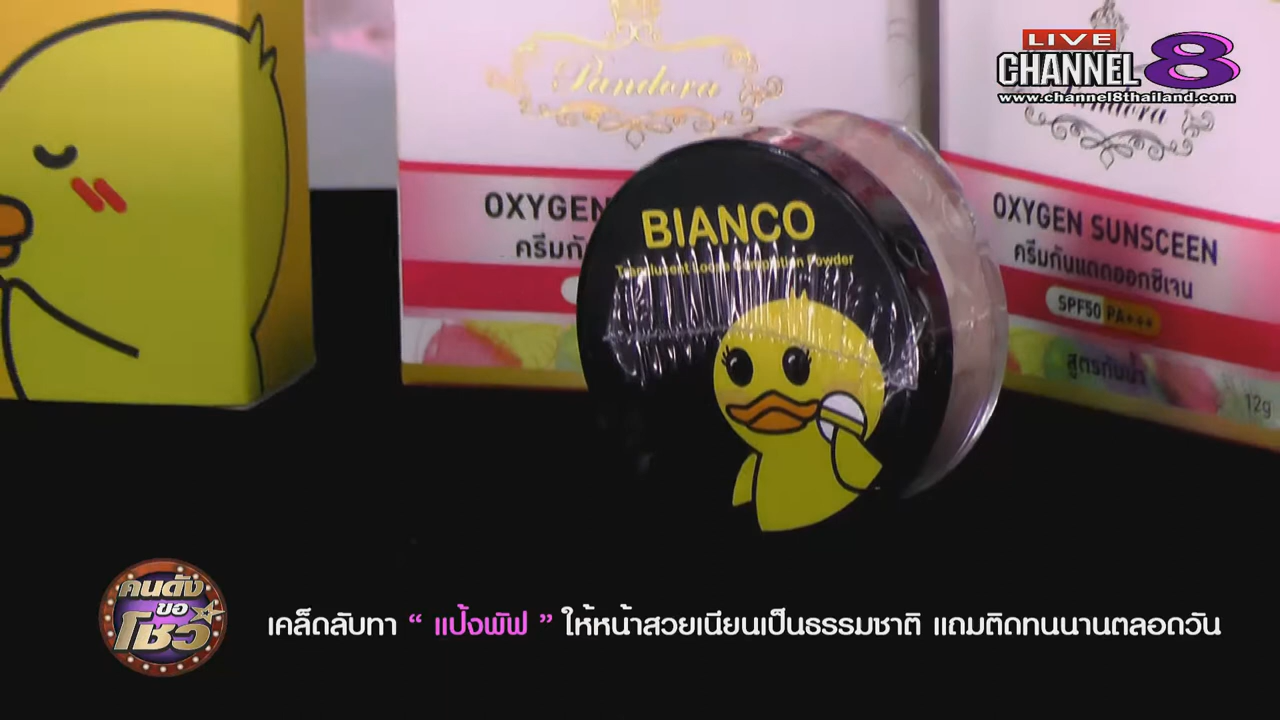 LIVE
CHANNEL 8
www.channel8thailand.com
Pandora
OXYGEN
ครีมกั
BIANCO
Translucent Loose Completion Powder
OXYGEN SUNSCEEN
ครีมกันแดดออกซิเจน
SPF50 PA+++
สูตรกันน้ำ
12g
คนดัง
ขอ
โชว์
เคล็ดลับทา “ แป้งพัฟ ” ให้หน้าสวยเนียนเป็นธรรมชาติ แถมติดทนนานตลอดวัน